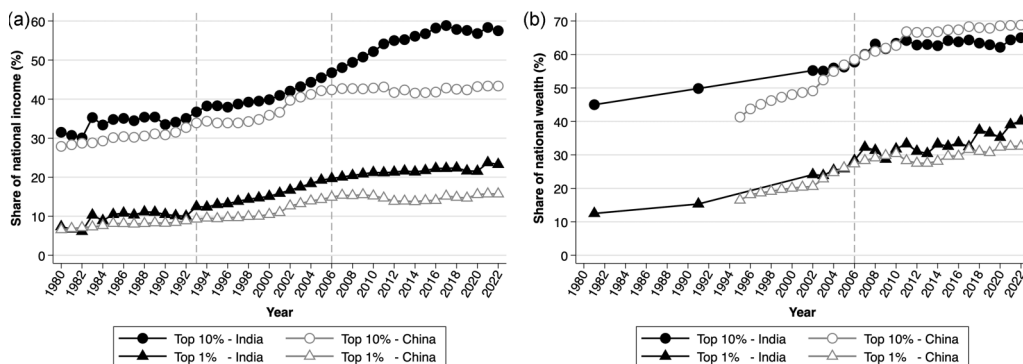 (a)
Share of national income (%)
60
50
40
30
20
10
0
1980 1982 1984 1986 1988 1990 1992 1994 1996 1998 2000 2002 2004 2006 2008 2010 2012 2014 2016 2018 2020 2022
Year
Top 10% - India Top 10% - China
Top 1% - India Top 1% - China
(b)
Share of national wealth (%)
70
60
50
40
30
20
10
0
1980 1982 1984 1986 1988 1990 1992 1994 1996 1998 2000 2002 2004 2006 2008 2010 2012 2014 2016 2018 2020 2022
Year
Top 10% - India Top 10% - China
Top 1% - India Top 1% - China